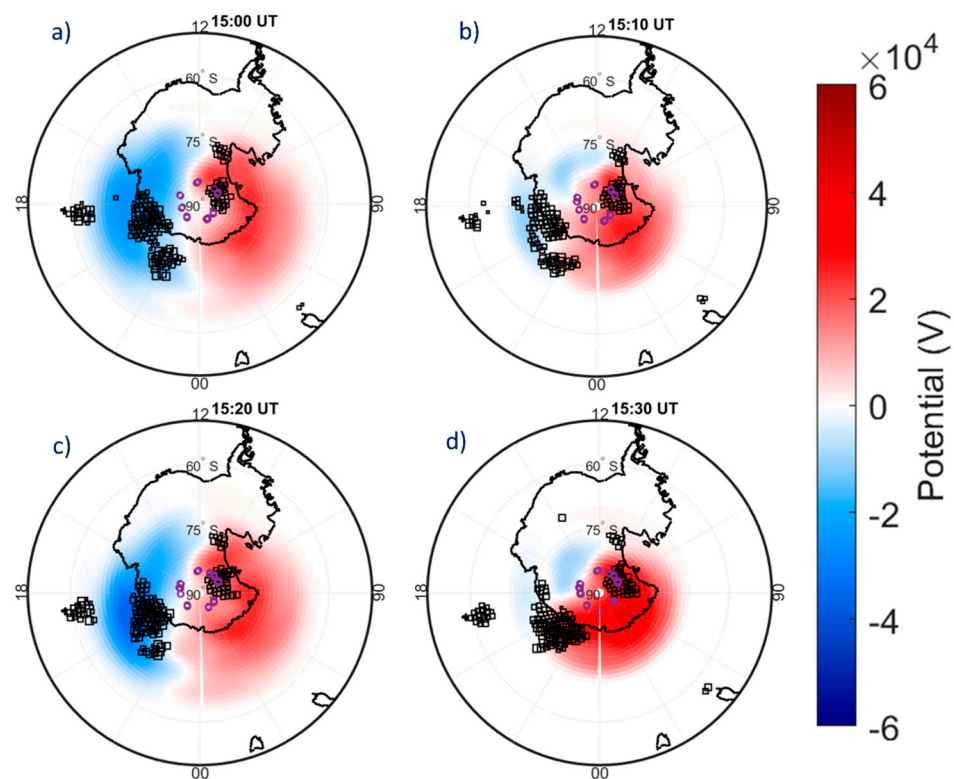 a)
12 15:00 UT
60° S
75° S
18
90°
90
00
b)
12 15:10 UT
60° S
75° S
18
90°
90
00
c)
12 15:20 UT
60° S
75° S
18
90°
90
00
d)
12 15:30 UT
60° S
75° S
18
90°
90
00
×10⁴
6
4
2
0
-2
-4
-6
Potential (V)